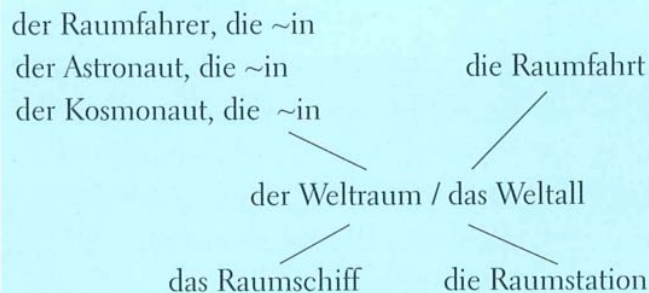 der Raumfahrer, die ~in
der Astronaut, die ~in
die Raumfahrt
der Kosmonaut, die ~in
der Weltraum / das Weltall
das Raumschiff
die Raumstation